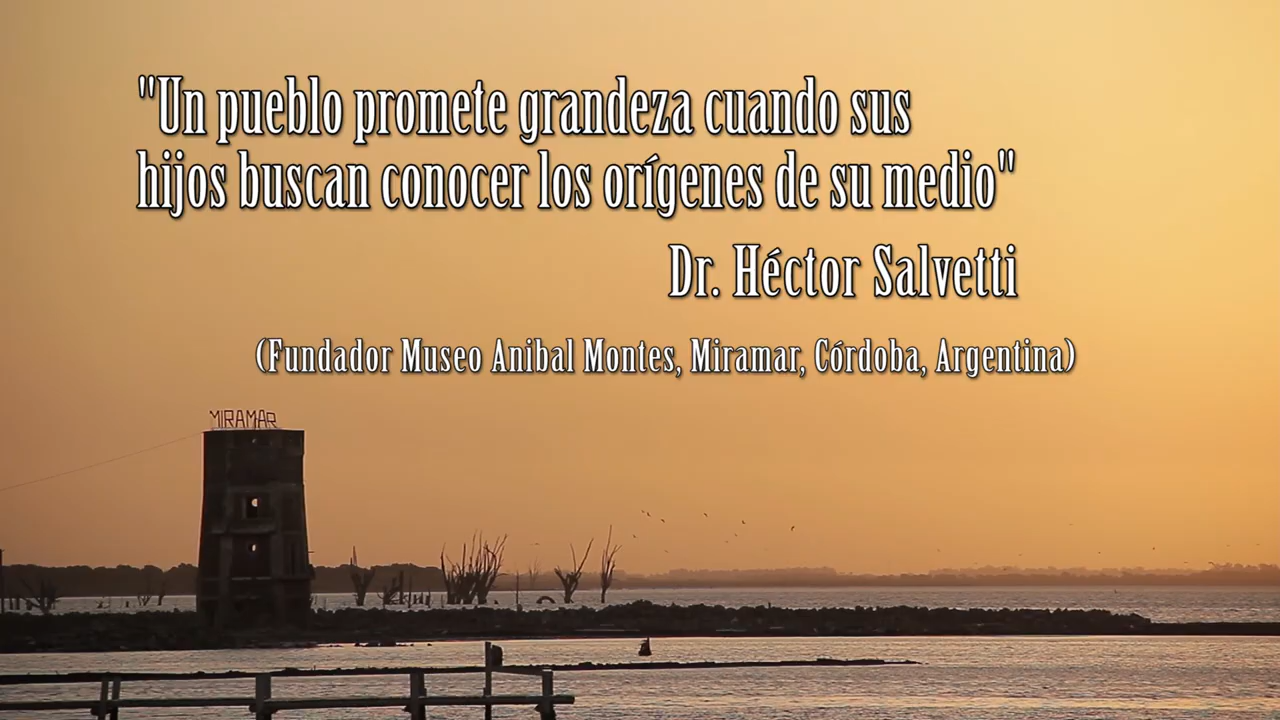 "Un pueblo promete grandeza cuando sus
hijos buscan conocer los orígenes de su medio"
Dr. Héctor Salvetti
(Fundador Museo Anibal Montes, Miramar, Córdoba, Argentina)
MIRAMAR